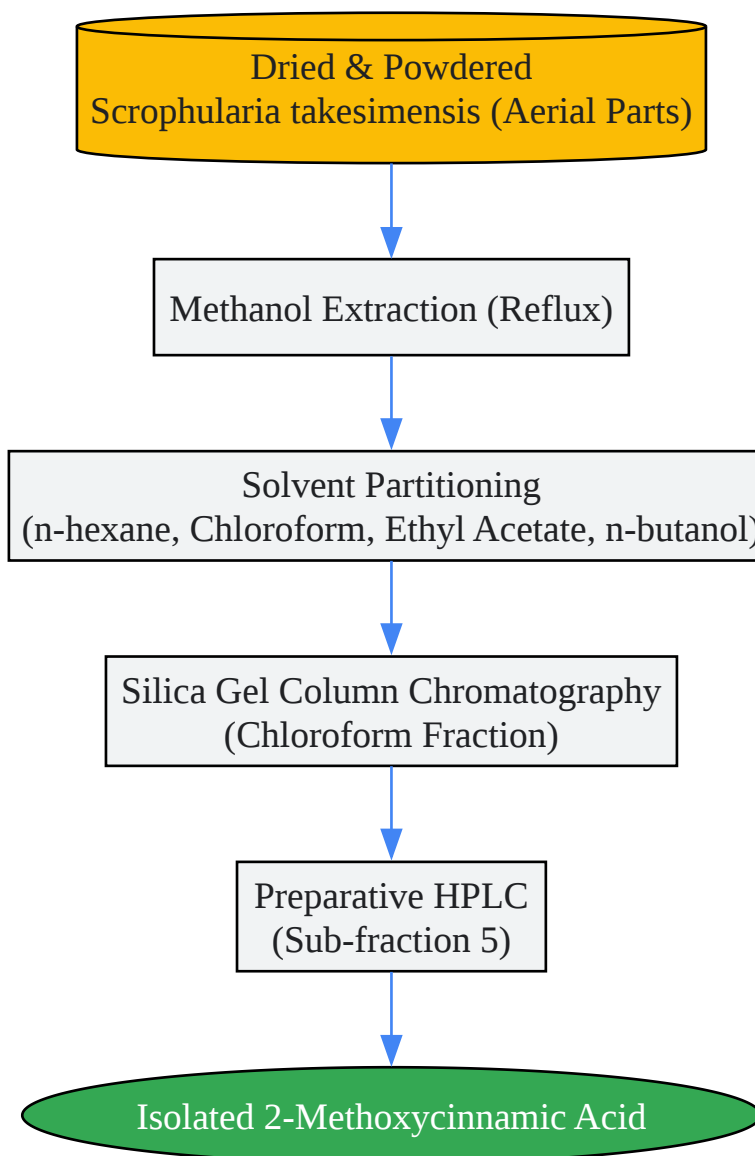 Dried & Powdered
Scrophularia takesimensis (Aerial Parts)
Methanol Extraction (Reflux)
Solvent Partitioning
(n-hexane, Chloroform, Ethyl Acetate, n-butanol)
Silica Gel Column Chromatography
(Chloroform Fraction)
Preparative HPLC
(Sub-fraction 5)
Isolated 2-Methoxycinnamic Acid